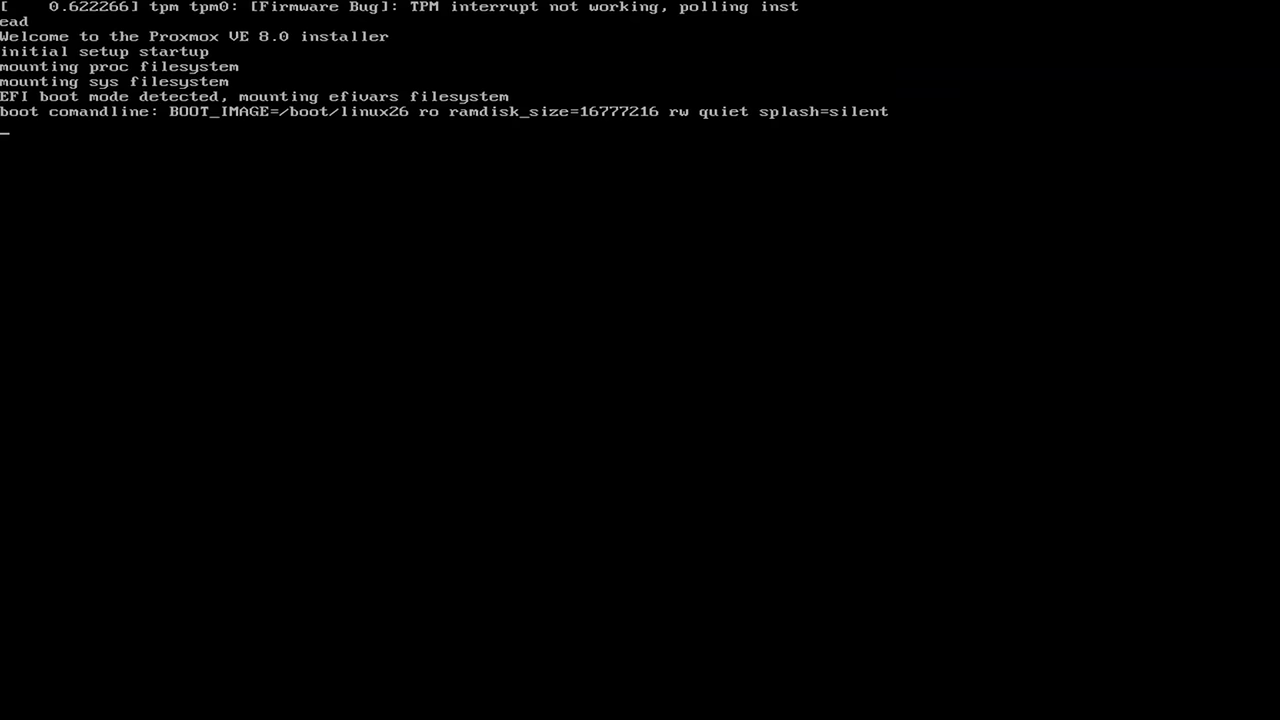 [    0.622266] tpm tpm0: [Firmware Bug]: TPM interrupt not working, polling inst
ead
Welcome to the Proxmox VE 8.0 installer
initial setup startup
mounting proc filesystem
mounting sys filesystem
EFI boot mode detected, mounting efivars filesystem
boot comandline: BOOT_IMAGE=/boot/linux26 ro ramdisk_size=16777216 rw quiet splash=silent
_